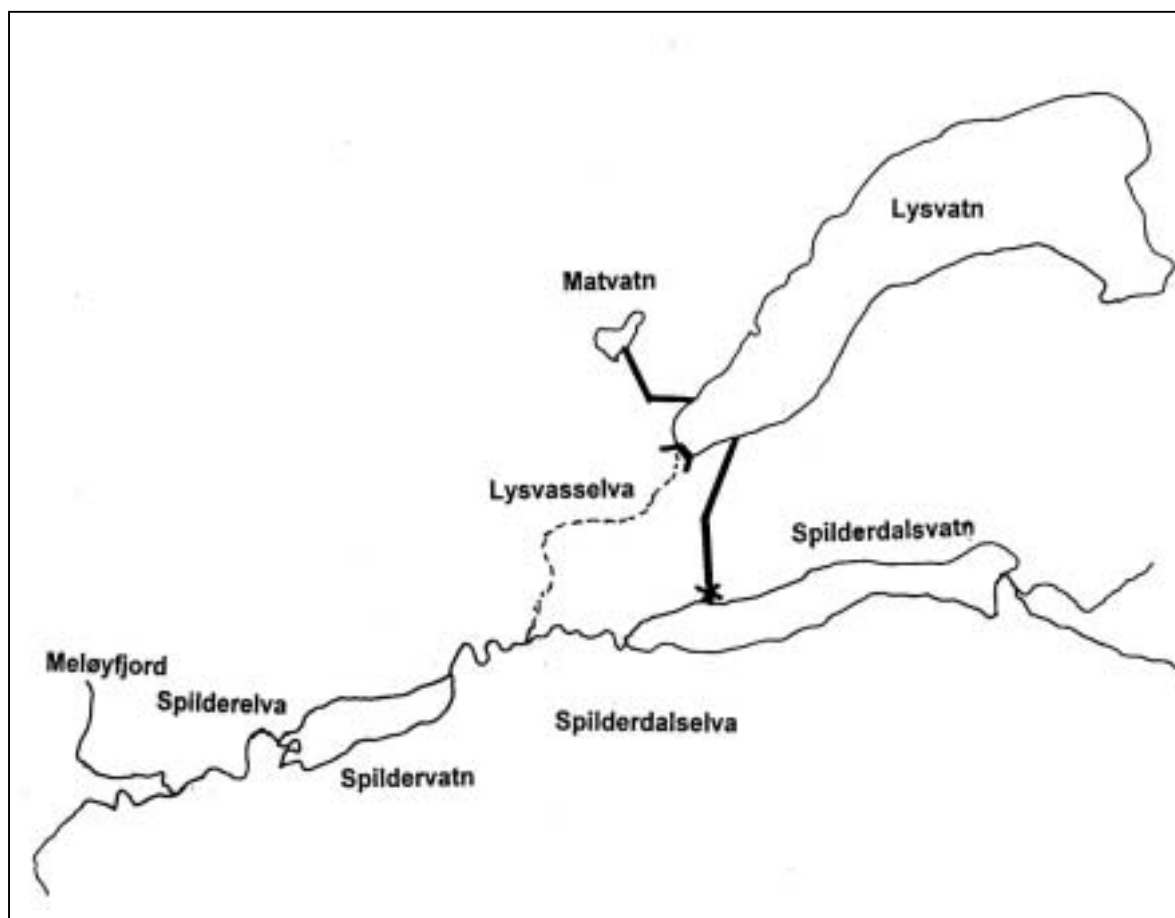 Lysvatn
Matvatn
Lysvasselva
Spilderdalsvatn
Meløyfjord
Spilderelva
Spilderdalselva
Spildervatn